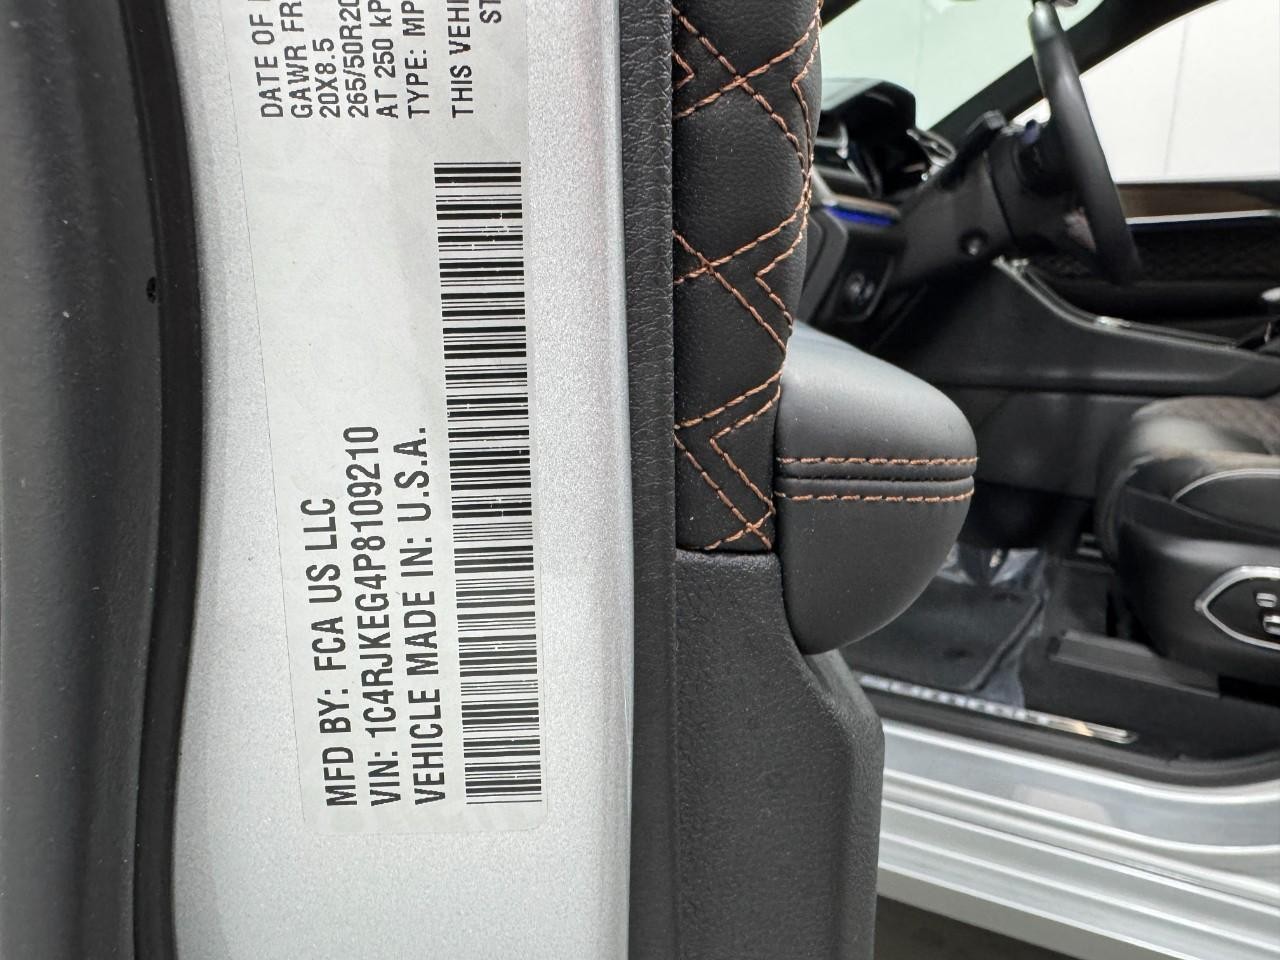 MFD BY: FCA US LLC
VIN: 1C4RJKEG4P8109210
VEHICLE MADE IN: U.S.A.
DATE OF
GAWR FR
20X8.5
265/50R20
AT 250 kP
TYPE: MP
THIS VEHI
ST